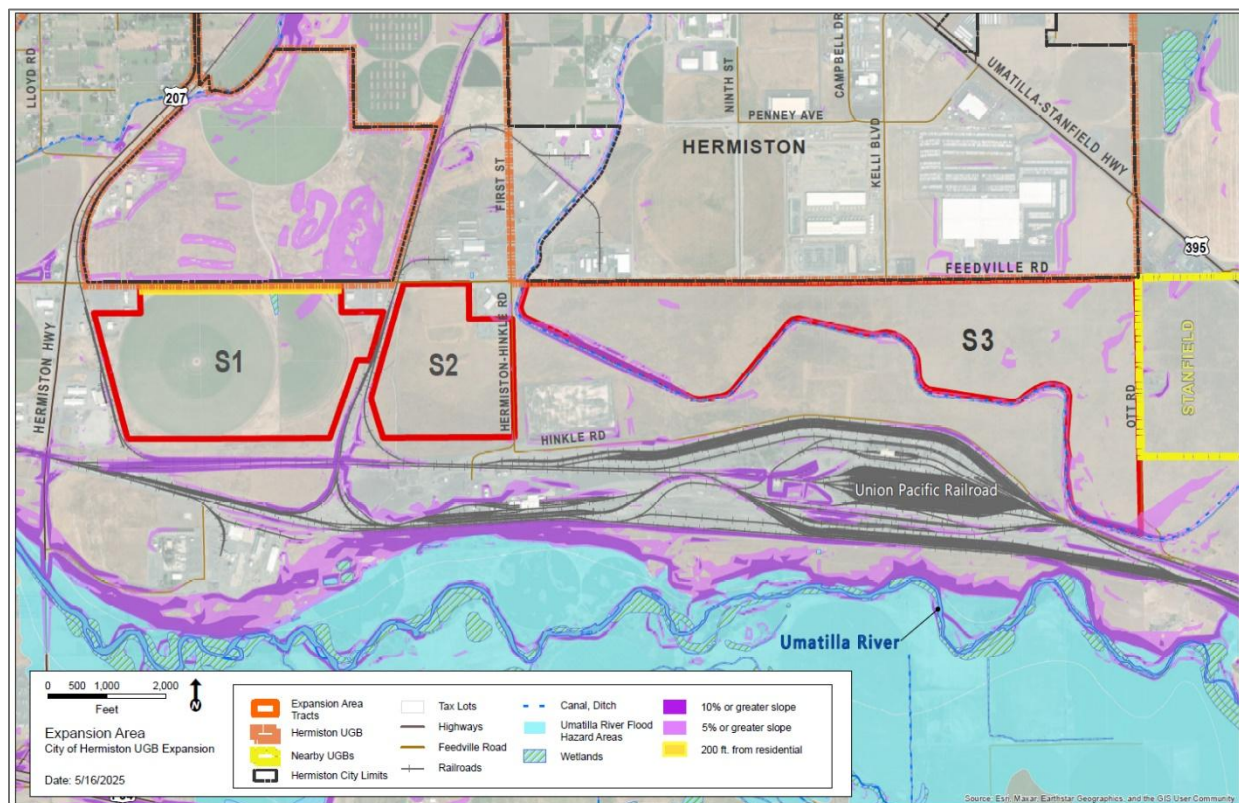 LLOYD RD
207
FIRST ST
NINTH ST
CAMPBELL DR
PENNEY AVE
HERMISTON
KELLI BLVD
UMATILLA-STANFIELD HWY
395
FEEDVILLE RD
HERMISTON HWY
S1
S2
HERMISTON-HINKLE RD
S3
OTT RD
STANFIELD
HINKLE RD
Union Pacific Railroad
Umatilla River
0 500 1,000 2,000
Feet
N
Expansion Area
City of Hermiston UGB Expansion
Date: 5/16/2025
Expansion Area
Tracts
Hermiston UGB
Nearby UGBs
Hermiston City Limits
Tax Lots
Highways
Feedville Road
Railroads
Canal, Ditch
Umatilla River Flood
Hazard Areas
Wetlands
10% or greater slope
5% or greater slope
200 ft. from residential
Source: Esri, Maxar, Earthstar Geographics, and the GIS User Community